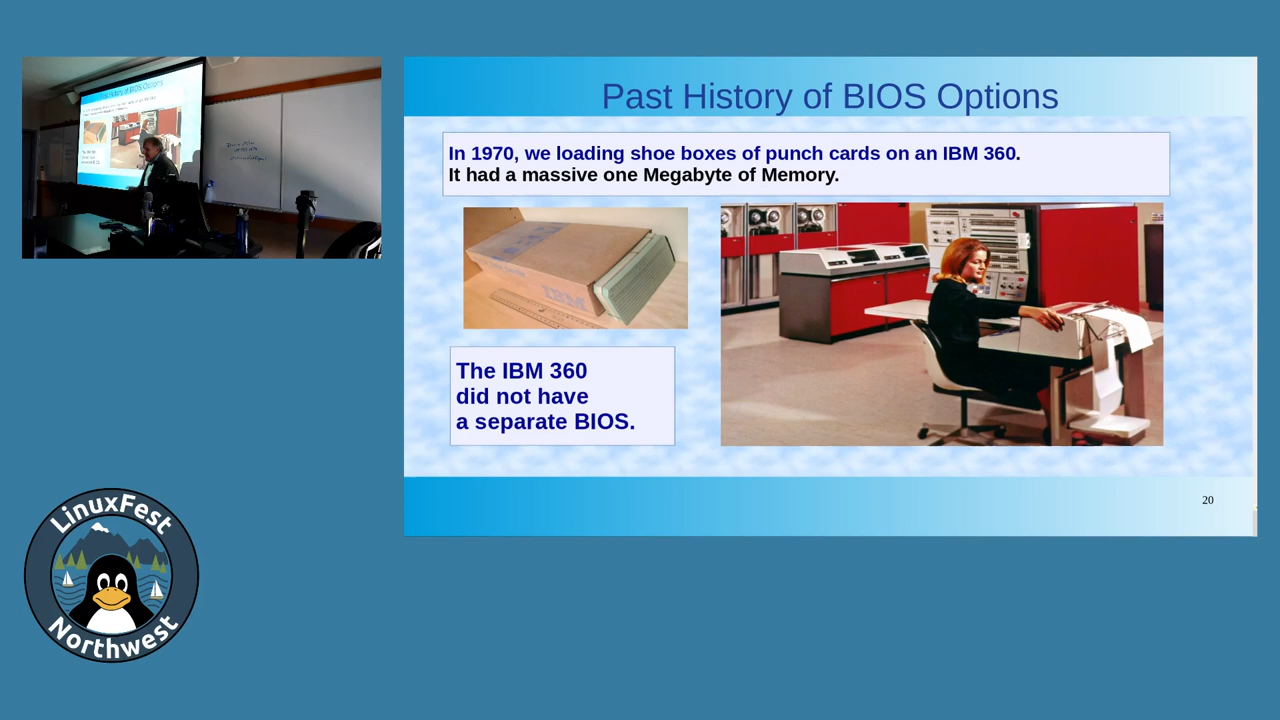 Past History of BIOS Options
In 1970, we loading shoe boxes of punch cards on an IBM 360.
It had a massive one Megabyte of Memory.
IBM
The IBM 360
did not have
a separate BIOS.
20
LinuxFest
Northwest